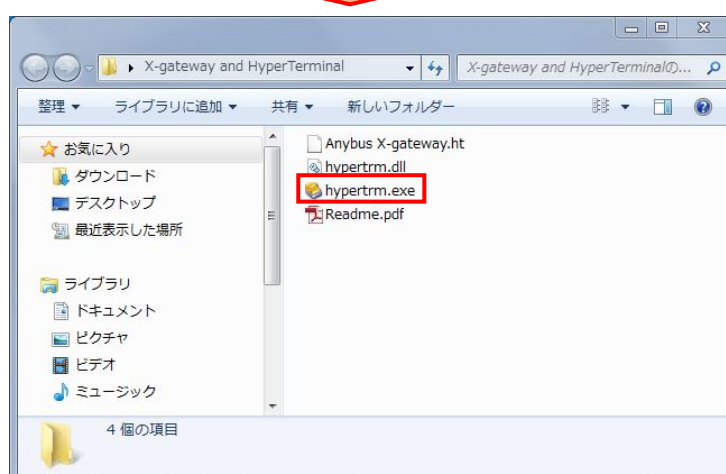 X-gateway and HyperTerminal
X-gateway and HyperTerminalの...
整理 ライブラリに追加 共有 新しいフォルダー
お気に入り
ダウンロード
デスクトップ
最近表示した場所
ライブラリ
ドキュメント
ピクチャ
ビデオ
ミュージック
Anybus X-gateway.ht
hypertrm.dll
hypertrm.exe
Readme.pdf
4 個の項目